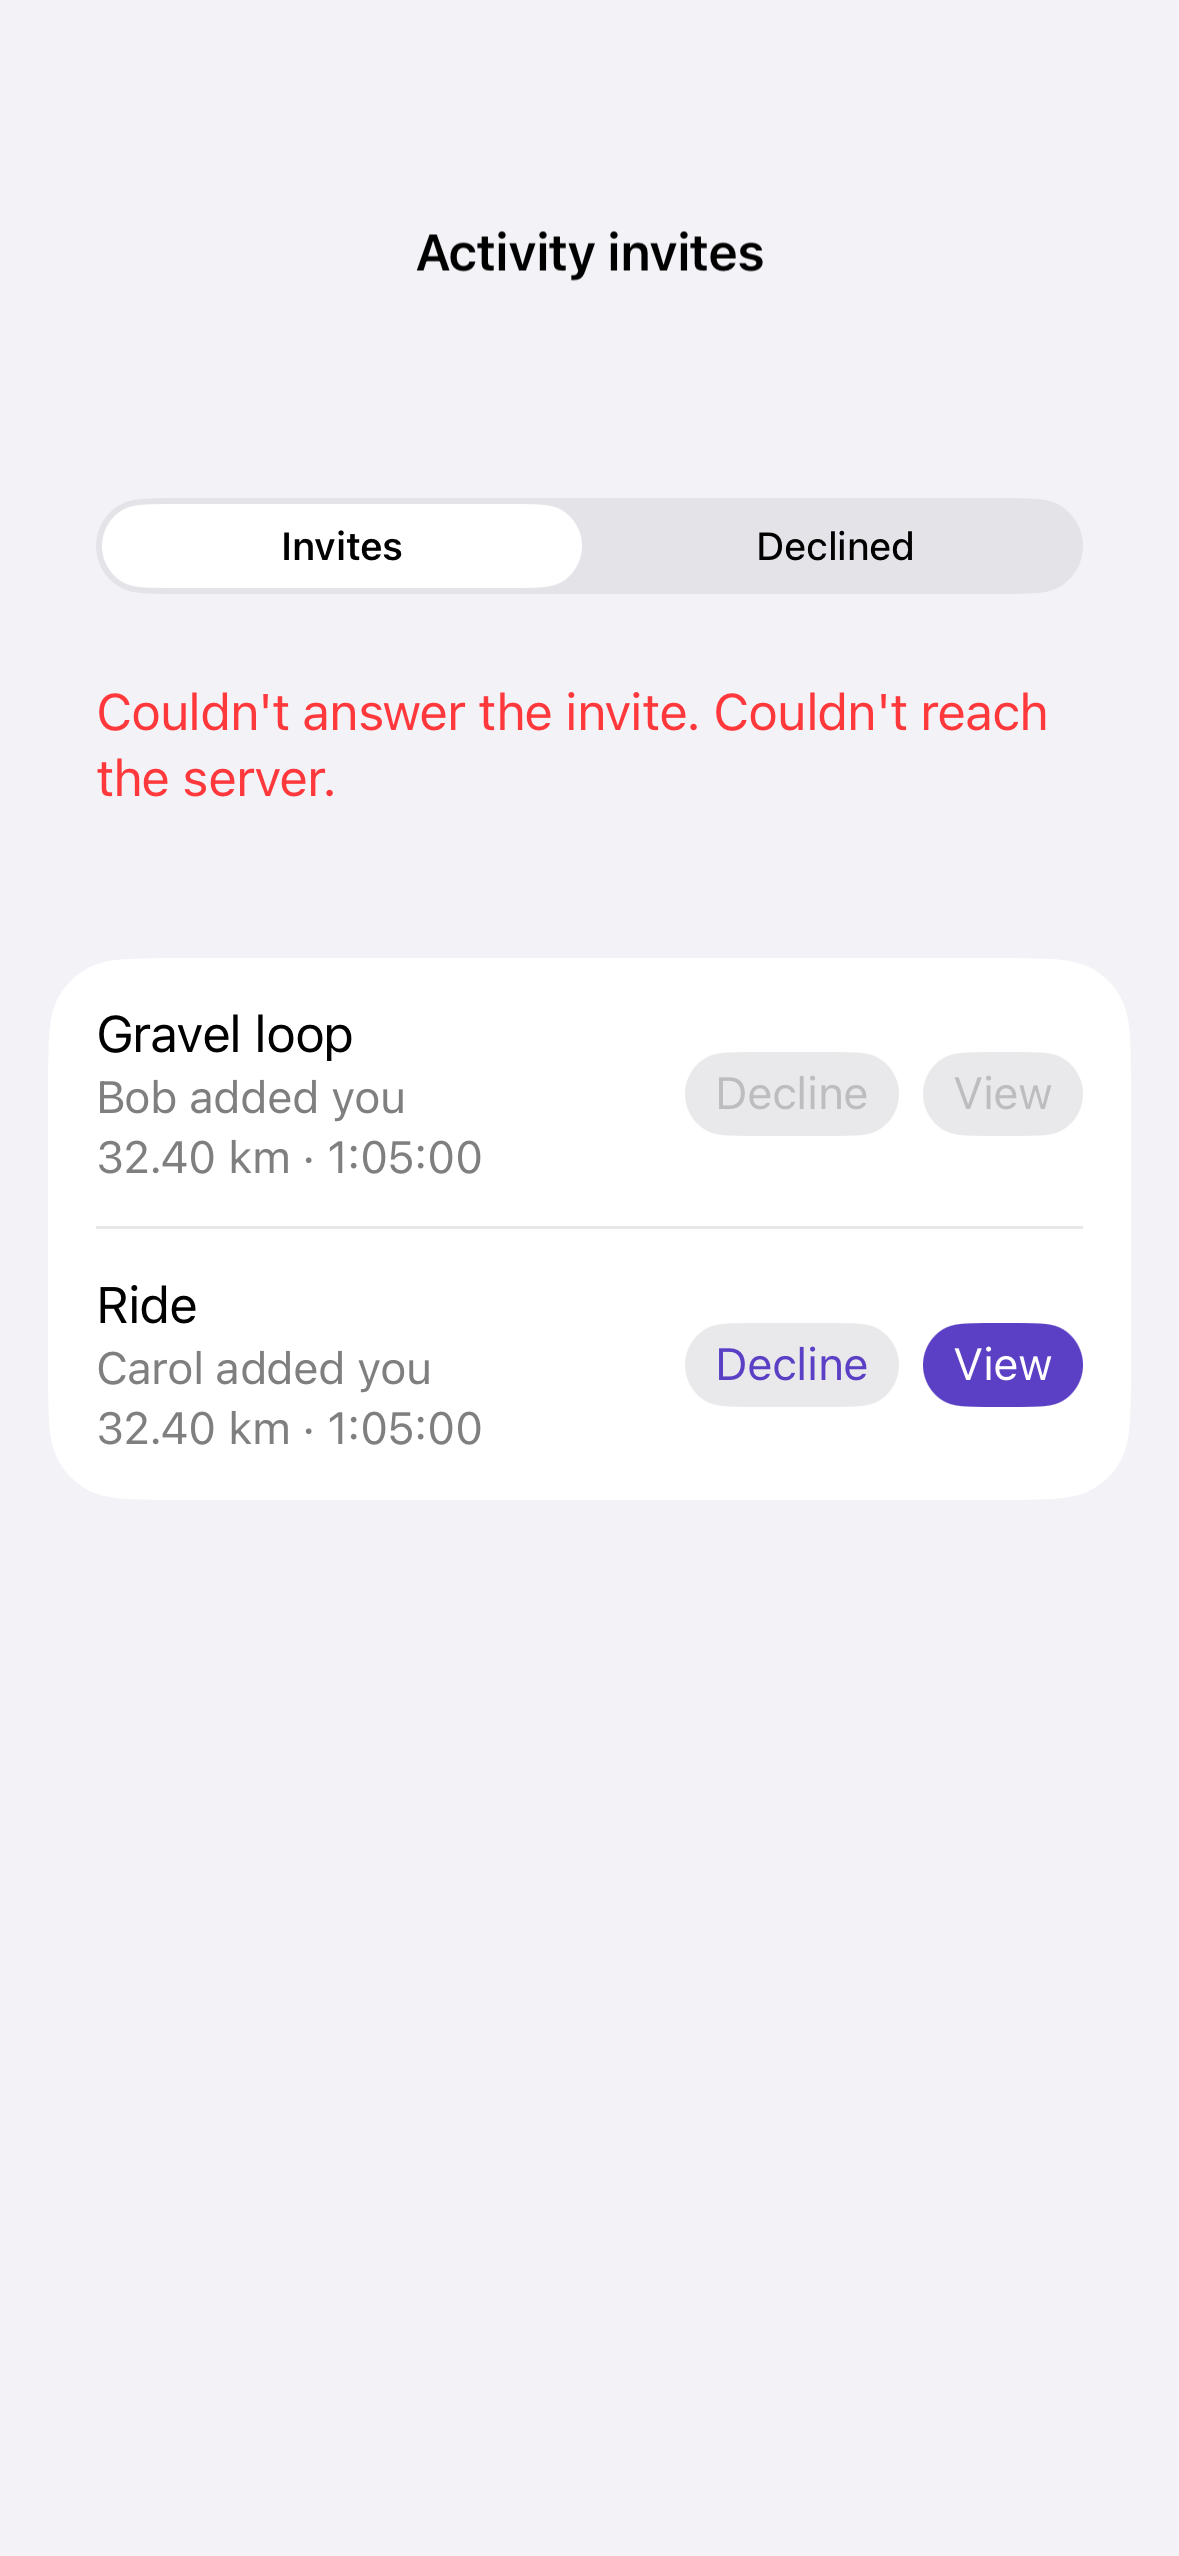 Activity invites
Invites
Declined
Couldn't answer the invite. Couldn't reach
the server.
Gravel loop
Bob added you
32.40 km · 1:05:00
Decline
View
Ride
Carol added you
32.40 km · 1:05:00
Decline
View